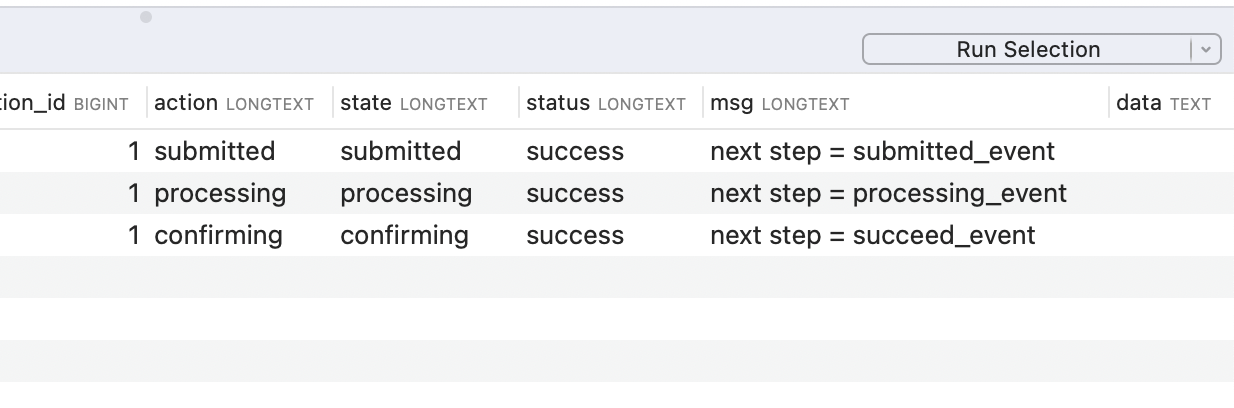 Run Selection
tion_id BIGINT action LONGTEXT state LONGTEXT status LONGTEXT msg LONGTEXT data TEXT
1 submitted submitted success next step = submitted_event
1 processing processing success next step = processing_event
1 confirming confirming success next step = succeed_event